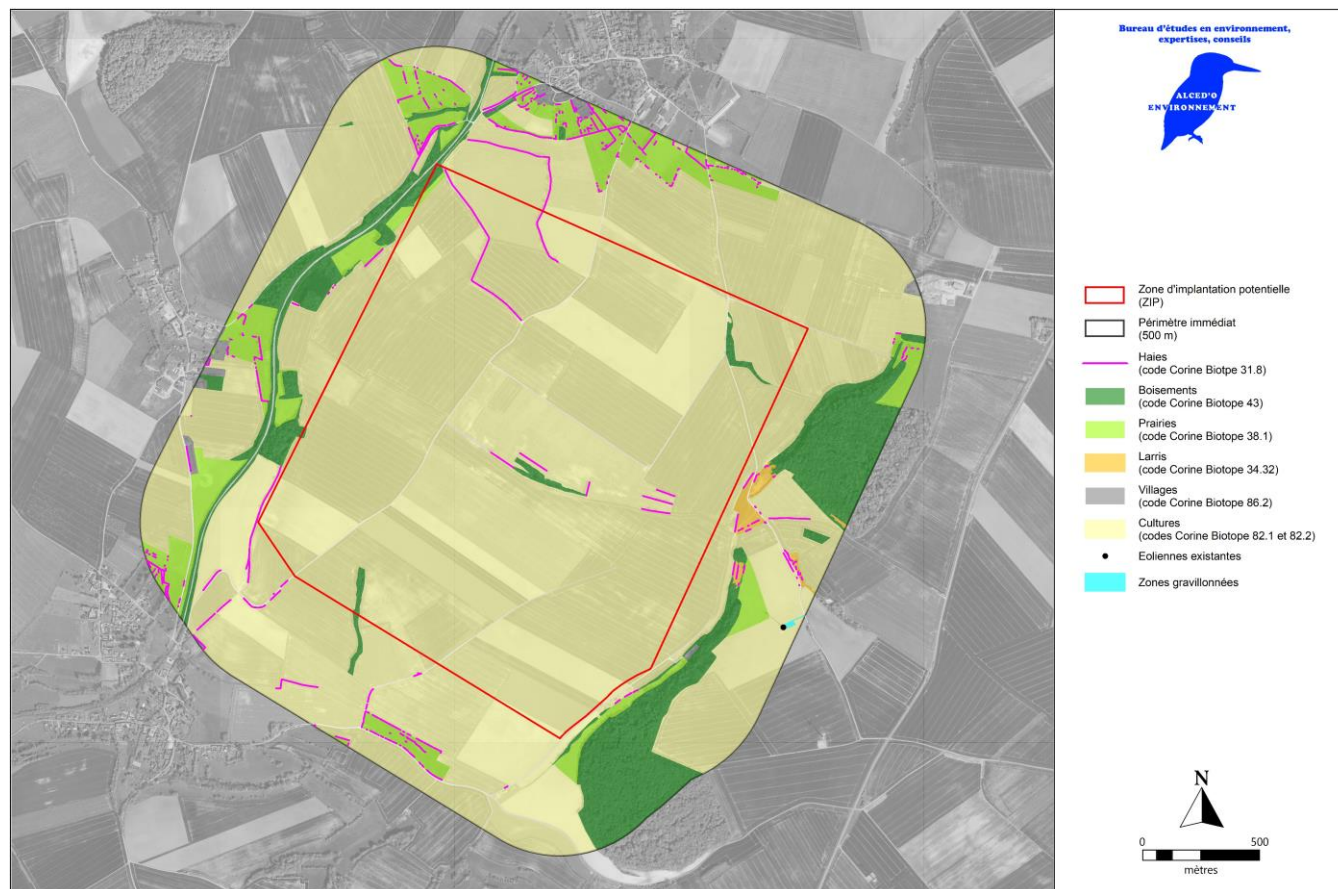 Bureau d'études en environnement,
expertises, conseils
ALCED'O
ENVIRONNEMENT
Zone d'implantation potentielle
(ZIP)
Périmètre immédiat
(500 m)
Haies
(code Corine Biotpe 31.8)
Boisements
(code Corine Biotope 43)
Prairies
(code Corine Biotope 38.1)
Larris
(code Corine Biotope 34.32)
Villages
(code Corine Biotope 86.2)
Cultures
(codes Corine Biotope 82.1 et 82.2)
Eoliennes existantes
Zones gravillonnées
N
0 500
mètres